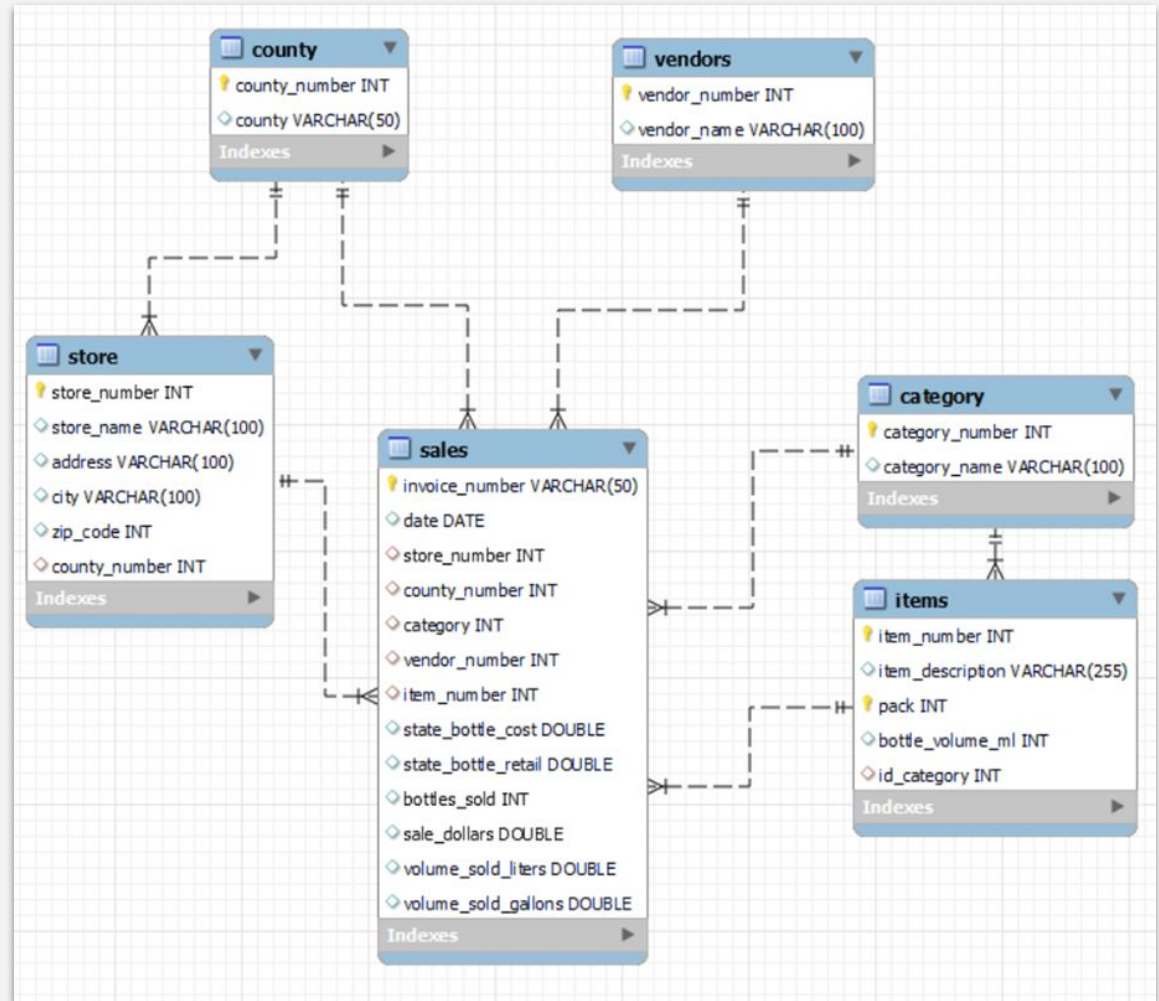 county
county_number INT
county VARCHAR(50)
Indexes
vendors
vendor_number INT
vendor_name VARCHAR(100)
Indexes
store
store_number INT
store_name VARCHAR(100)
address VARCHAR(100)
city VARCHAR(100)
zip_code INT
county_number INT
Indexes
sales
invoice_number VARCHAR(50)
date DATE
store_number INT
county_number INT
category INT
vendor_number INT
item_number INT
state_bottle_cost DOUBLE
state_bottle_retail DOUBLE
bottles_sold INT
sale_dollars DOUBLE
volume_sold_liters DOUBLE
volume_sold_gallons DOUBLE
Indexes
category
category_number INT
category_name VARCHAR(100)
Indexes
items
item_number INT
item_description VARCHAR(255)
pack INT
bottle_volume_ml INT
id_category INT
Indexes